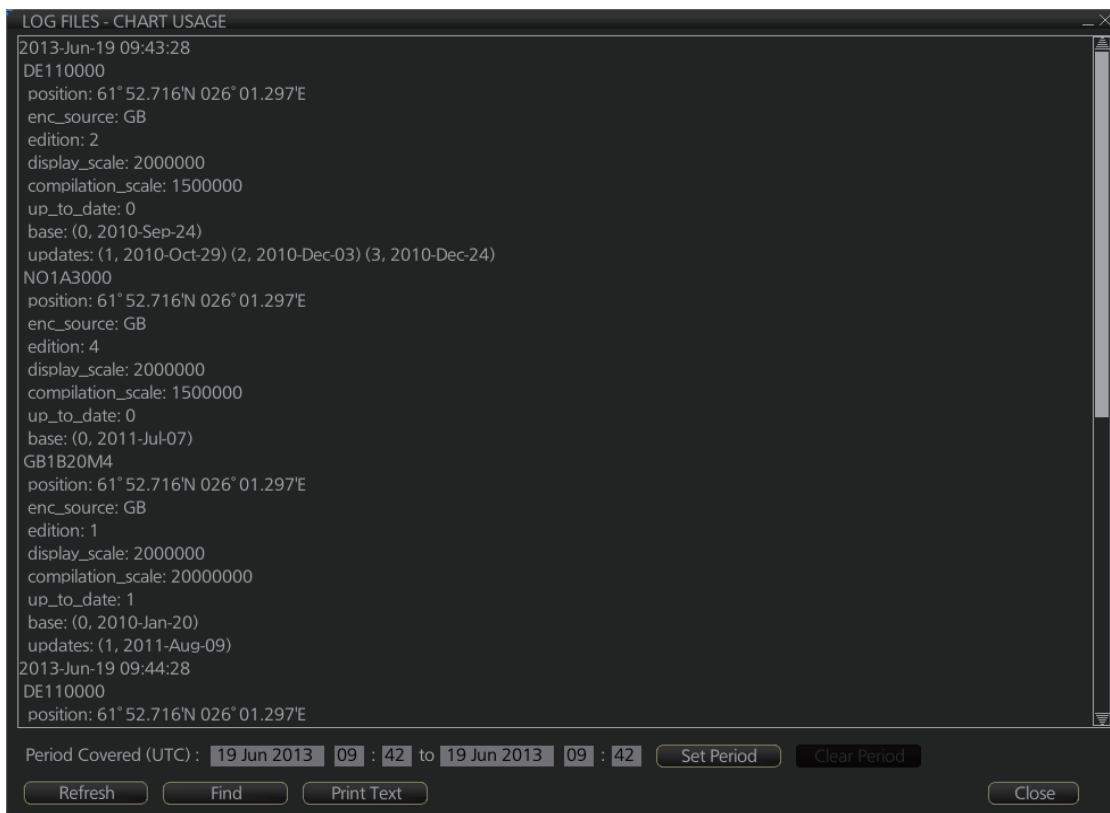 LOG FILES - CHART USAGE
2013-Jun-19 09:43:28
DE110000
position: 61°52.716'N 026°01.297'E
enc_source: GB
edition: 2
display_scale: 2000000
compilation_scale: 1500000
up_to_date: 0
base: (0, 2010-Sep-24)
updates: (1, 2010-Oct-29) (2, 2010-Dec-03) (3, 2010-Dec-24)
NO1A3000
position: 61°52.716'N 026°01.297'E
enc_source: GB
edition: 4
display_scale: 2000000
compilation_scale: 1500000
up_to_date: 0
base: (0, 2011-Jul-07)
GB1B20M4
position: 61°52.716'N 026°01.297'E
enc_source: GB
edition: 1
display_scale: 2000000
compilation_scale: 20000000
up_to_date: 1
base: (0, 2010-Jan-20)
updates: (1, 2011-Aug-09)
2013-Jun-19 09:44:28
DE110000
position: 61°52.716'N 026°01.297'E
Period Covered (UTC) : 19 Jun 2013 09 : 42 to 19 Jun 2013 09 : 42 Set Period Clear Period
Refresh Find Print Text Close